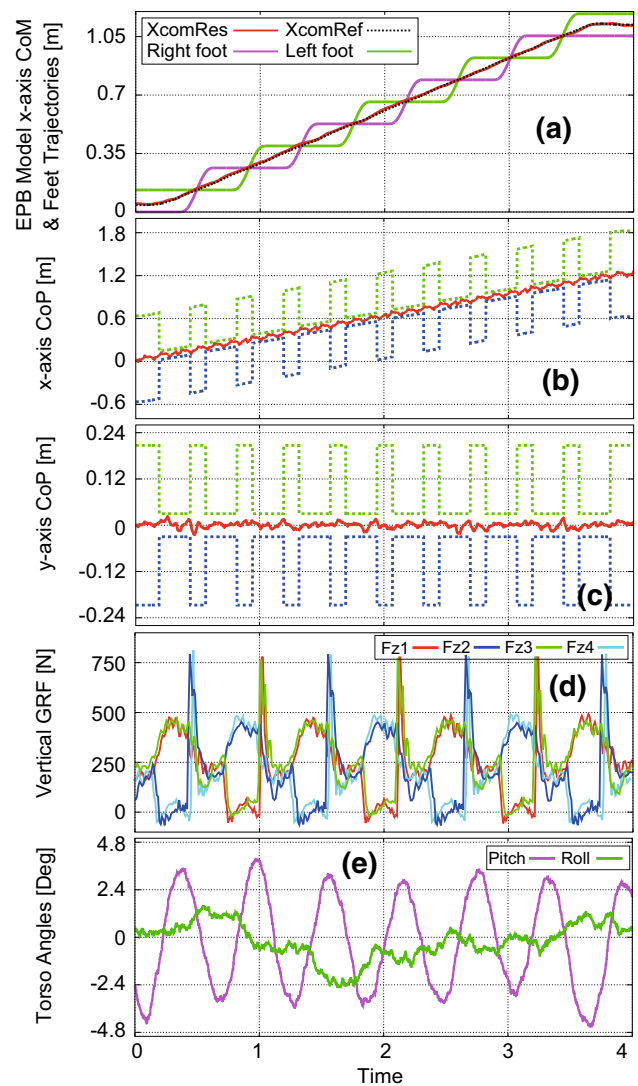 EPB Model x-axis CoM
& Feet Trajectories [m]
1.05
0.7
0.35
0
XcomRes XcomRef
Right foot Left foot
(a)
x-axis CoP [m]
1.8
1.2
0.6
0
-0.6
(b)
y-axis CoP [m]
0.24
0.12
0
-0.12
-0.24
(c)
Vertical GRF [N]
750
500
250
0
Fz1 Fz2 Fz3 Fz4
(d)
Torso Angles [Deg]
4.8
2.4
0
-2.4
-4.8
(e)
Pitch Roll
0 1 2 3 4
Time